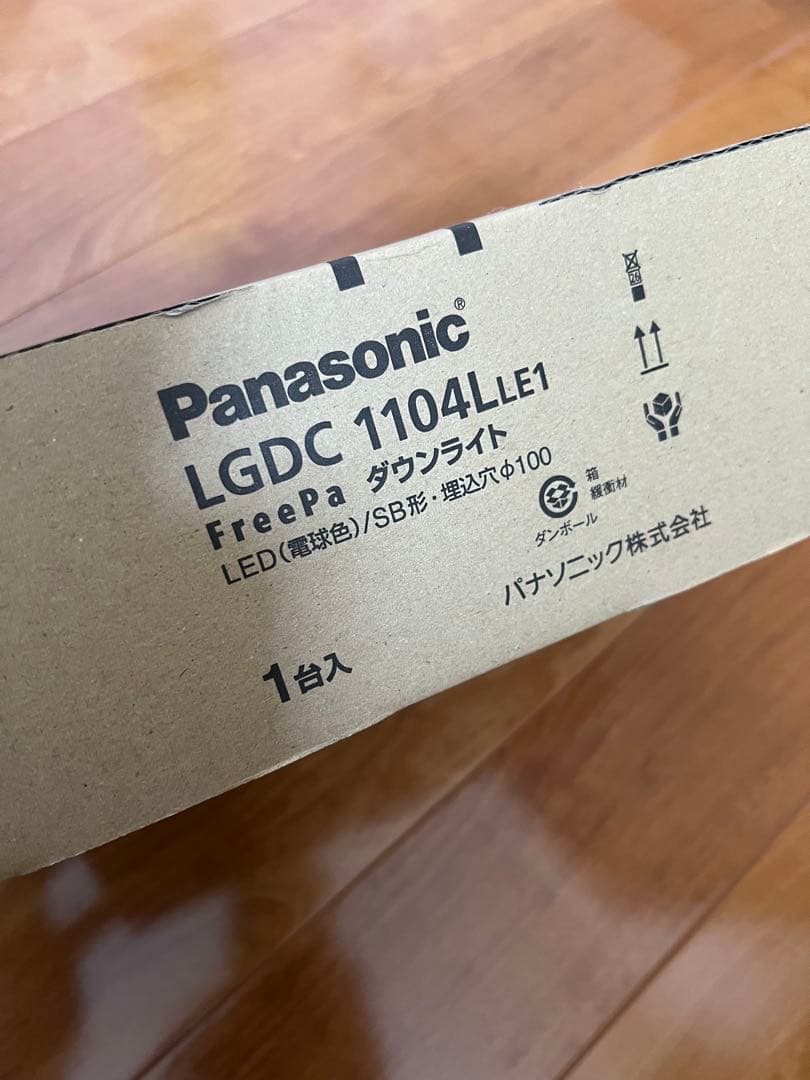 Panasonic®
LGDC 1104LLE1
FreePa ダウンライト
LED(電球色)/SB形・埋込穴φ100
箱
緩衝材
ダンボール
パナソニック株式会社
1台入